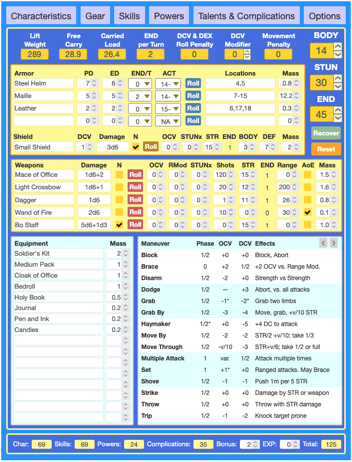 Characteristics Gear Skills Powers Talents & Complications Options
Lift Weight Free Carry Carried Load END per Turn DCV & DEX Roll Penalty DCV Modifier Movement Penalty BODY
289 28.9 26.4 2 0 0 0 14
STUN
30
END
45
Recover
Reset
Armor PD ED END/T ACT Locations Mass
Steel Helm 7 6 0 14- Roll 4,5 0.8
Maille 5 5 2 14- Roll 7-15 12.2
Leather 2 2 0 15- Roll 6,17,18 0.3
0 NA Roll 0
Shield DCV Damage N OCV STUNx STR END BODY DEF Mass
Small Shield 1 3d6 Roll 0 0 15 1 3 7 2
Weapons Damage N OCV RMod STUNx Shots STR END Range AoE Mass
Mace of Office 1d6+2 Roll 0 0 0 120 15 1 0 1.5
Light Crossbow 1d6+1 Roll 0 0 0 20 12 0 200 1.6
Dagger 1d6 Roll 0 0 0 1 11 1 26 0.8
Wand of Fire 2d6 Roll 0 0 0 10 0 0 30 0.1
Bo Staff 5d6+1d3 Roll 0 0 0 0 15 1 0 1.0
Equipment Mass
Soldier's Kit 2
Medium Pack 1
Cloak of Office 1
Bedroll 1
Holy Book 0.5
Journal 0.2
Pen and Ink 0.2
Candles 0.2
Maneuver Phase OCV DCV Effects
Block 1/2 +0 +0 Block, Abort
Brace 0 +2 1/2 +2 OCV vs. Range Mod.
Disarm 1/2 -2 +0 Strength vs Strength
Dodge 1/2 — +3 Abort, vs. all attacks
Grab 1/2 -1* -2* Grab two limbs
Grab By 1/2 -3 -4 Move, grab, +v/10 STR
Haymaker 1/2* +0 -5 +4 DC to attack
Move By 1/2 -2 -2 STR/2 +v/10; take 1/3
Move Through 1/2 -v/10 -3 STR+v/6; take 1/2 or full
Multiple Attack 1 var. 1/2 Attack multiple times
Set 1 +1* +0 Ranged attacks. May Brace
Shove 1/2 -1 -1 Push 1m per 5 STR
Strike 1/2 +0 +0 Damage by STR or weapon
Throw 1/2 +0 +0 Throw with STR damage
Trip 1/2 -1 -2 Knock target prone
Char: 69 Skills: 69 Powers: 24 Complications: 35 Bonus: 2 EXP: 0 Total: 125